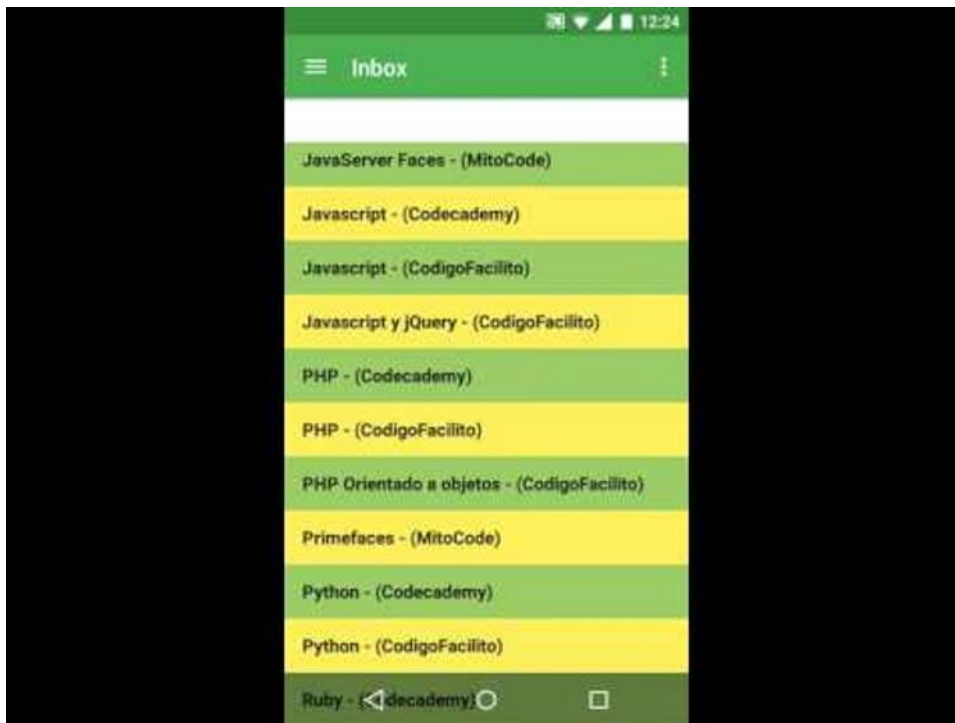 12:24
Inbox
JavaServer Faces - (MitoCode)
Javascript - (Codecademy)
Javascript - (CodigoFacilito)
Javascript y jQuery - (CodigoFacilito)
PHP - (Codecademy)
PHP - (CodigoFacilito)
PHP Orientado a objetos - (CodigoFacilito)
Primefaces - (MitoCode)
Python - (Codecademy)
Python - (CodigoFacilito)
Ruby - (Codecademy)